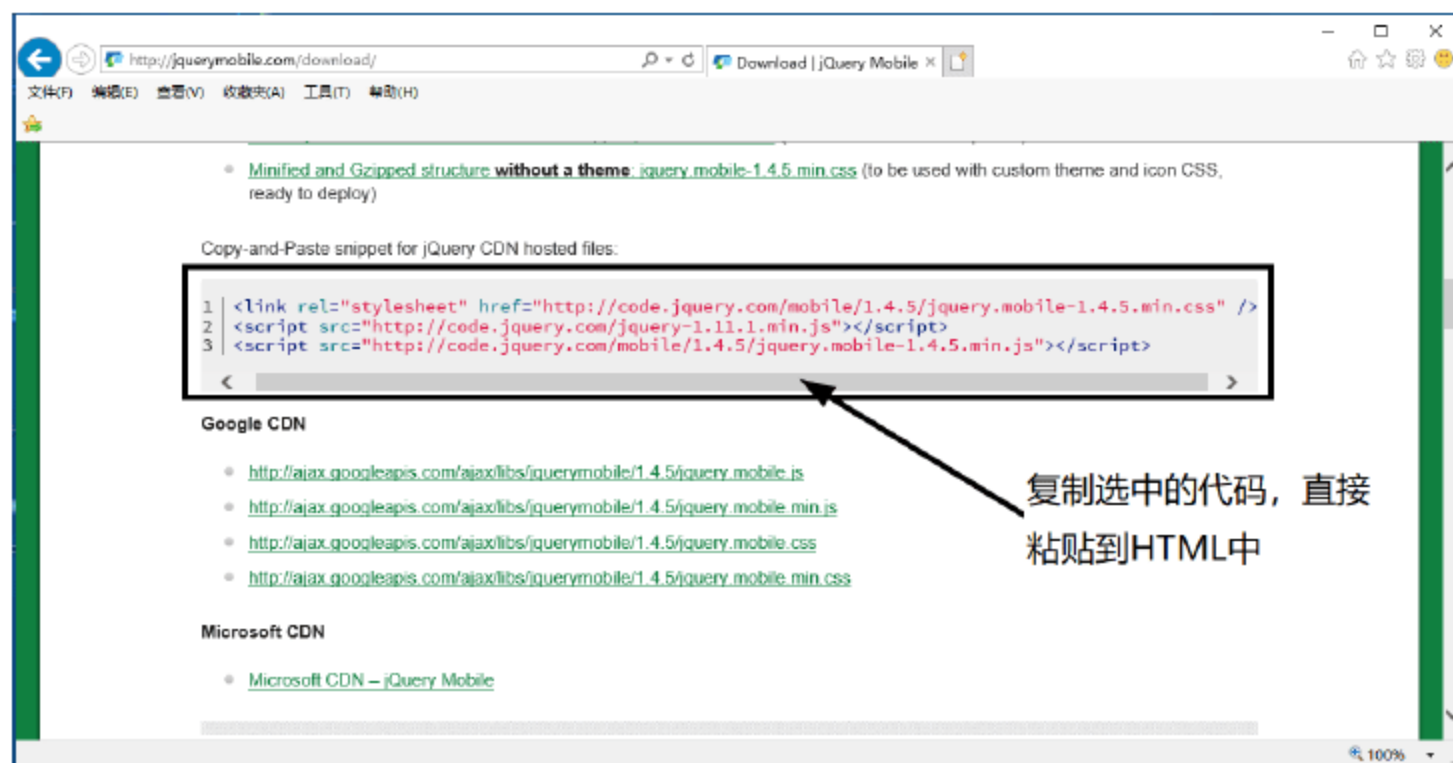 http://jquerymobile.com/download/
Download | jQuery Mobile
文件(F) 编辑(E) 查看(V) 收藏夹(A) 工具(T) 帮助(H)
Minified and Gzipped structure without a theme: jquery.mobile-1.4.5.min.css (to be used with custom theme and icon CSS,
ready to deploy)
Copy-and-Paste snippet for jQuery CDN hosted files:
1 <link rel="stylesheet" href="http://code.jquery.com/mobile/1.4.5/jquery.mobile-1.4.5.min.css" />
2 <script src="http://code.jquery.com/jquery-1.11.1.min.js"></script>
3 <script src="http://code.jquery.com/mobile/1.4.5/jquery.mobile-1.4.5.min.js"></script>
Google CDN
http://ajax.googleapis.com/ajax/libs/jquerymobile/1.4.5/jquery.mobile.js
http://ajax.googleapis.com/ajax/libs/jquerymobile/1.4.5/jquery.mobile.min.js
http://ajax.googleapis.com/ajax/libs/jquerymobile/1.4.5/jquery.mobile.css
http://ajax.googleapis.com/ajax/libs/jquerymobile/1.4.5/jquery.mobile.min.css
复制选中的代码，直接
粘贴到HTML中
Microsoft CDN
Microsoft CDN – jQuery Mobile
100%